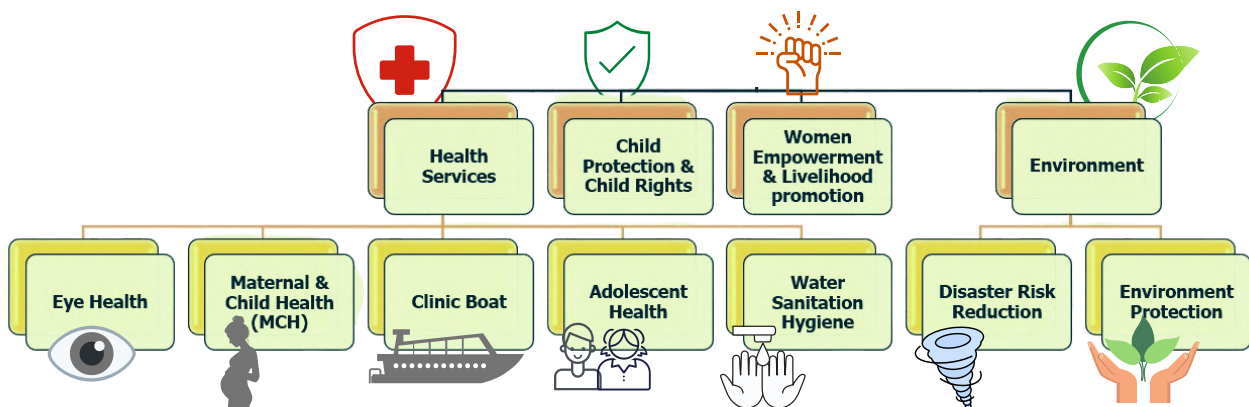 Health
Services
Child
Protection &
Child Rights
Women
Empowerment
& Livelihood
promotion
Environment
Eye Health
Maternal &
Child Health
(MCH)
Clinic Boat
Adolescent
Health
Water
Sanitation
Hygiene
Disaster Risk
Reduction
Environment
Protection